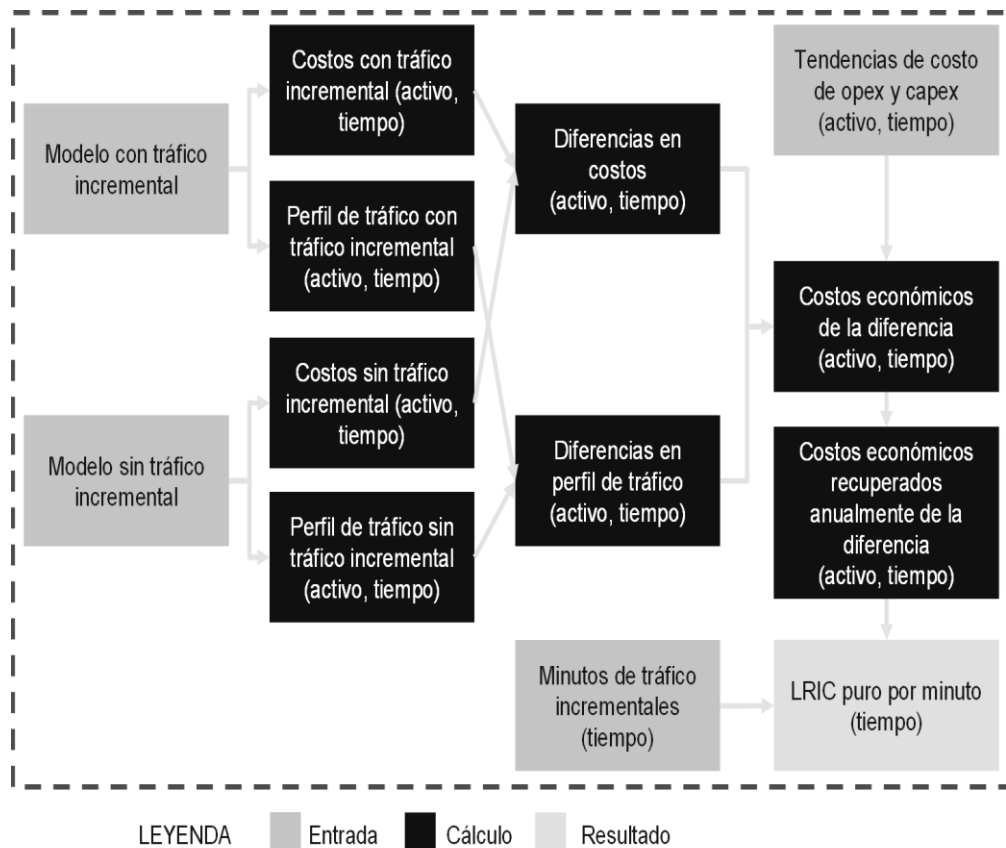 Modelo con tráfico
incremental
Modelo sin tráfico
incremental
Costos con tráfico
incremental (activo,
tiempo)
Perfil de tráfico con
tráfico incremental
(activo, tiempo)
Costos sin tráfico
incremental (activo,
tiempo)
Perfil de tráfico sin
tráfico incremental
(activo, tiempo)
Diferencias en
costos
(activo, tiempo)
Diferencias en
perfil de tráfico
(activo, tiempo)
Minutos de tráfico
incrementales
(tiempo)
Tendencias de costo
de opex y capex
(activo, tiempo)
Costos económicos
de la diferencia
(activo, tiempo)
Costos económicos
recuperados
anualmente de la
diferencia
(activo, tiempo)
LRIC puro por minuto
(tiempo)
LEYENDA Entrada Cálculo Resultado